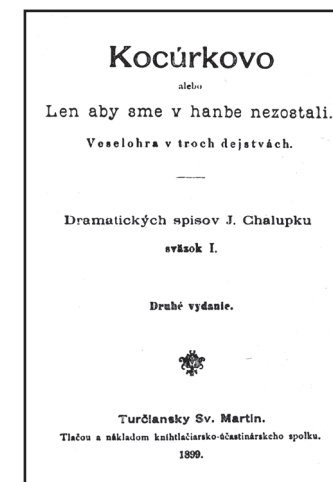 Kocúrkovo
alebo
Len aby sme v hanbe nezostali.
Veselohra v troch dejstvách.
Dramatických spisov J. Chalupku
sväzok I.
Druhé vydanie.
Turčiansky Sv. Martin.
Tlačou a nákladom knihtlačiarsko-účastinárskeho spolku.
1899.